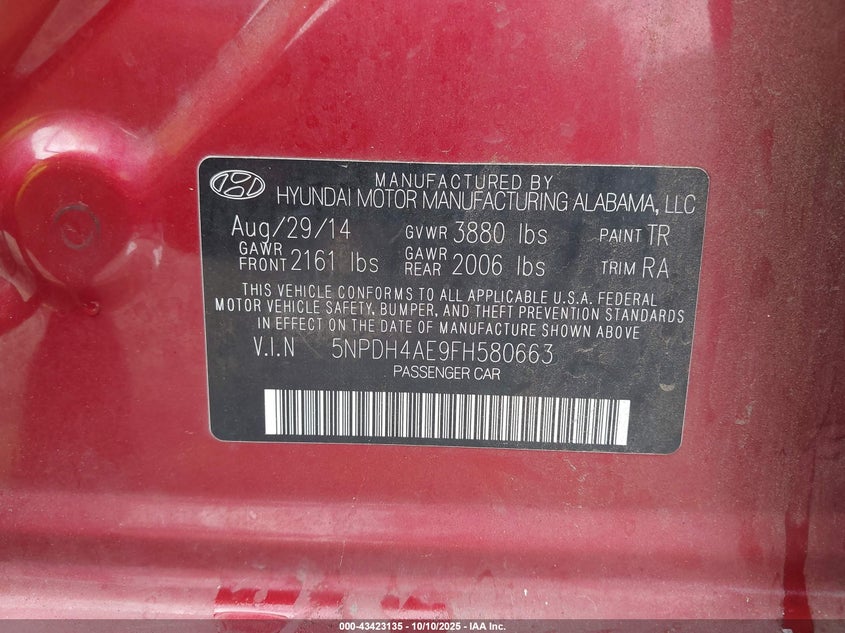 MANUFACTURED BY
HYUNDAI MOTOR MANUFACTURING ALABAMA, LLC
Aug/29/14 GVWR 3880 lbs PAINT TR
GAWR FRONT 2161 lbs GAWR REAR 2006 lbs TRIM RA
THIS VEHICLE CONFORMS TO ALL APPLICABLE U.S.A. FEDERAL
MOTOR VEHICLE SAFETY, BUMPER, AND THEFT PREVENTION STANDARDS
IN EFFECT ON THE DATE OF MANUFACTURE SHOWN ABOVE
V.I.N 5NPDH4AE9FH580663
PASSENGER CAR
000-43423135 - 10/10/2025 - IAA Inc.